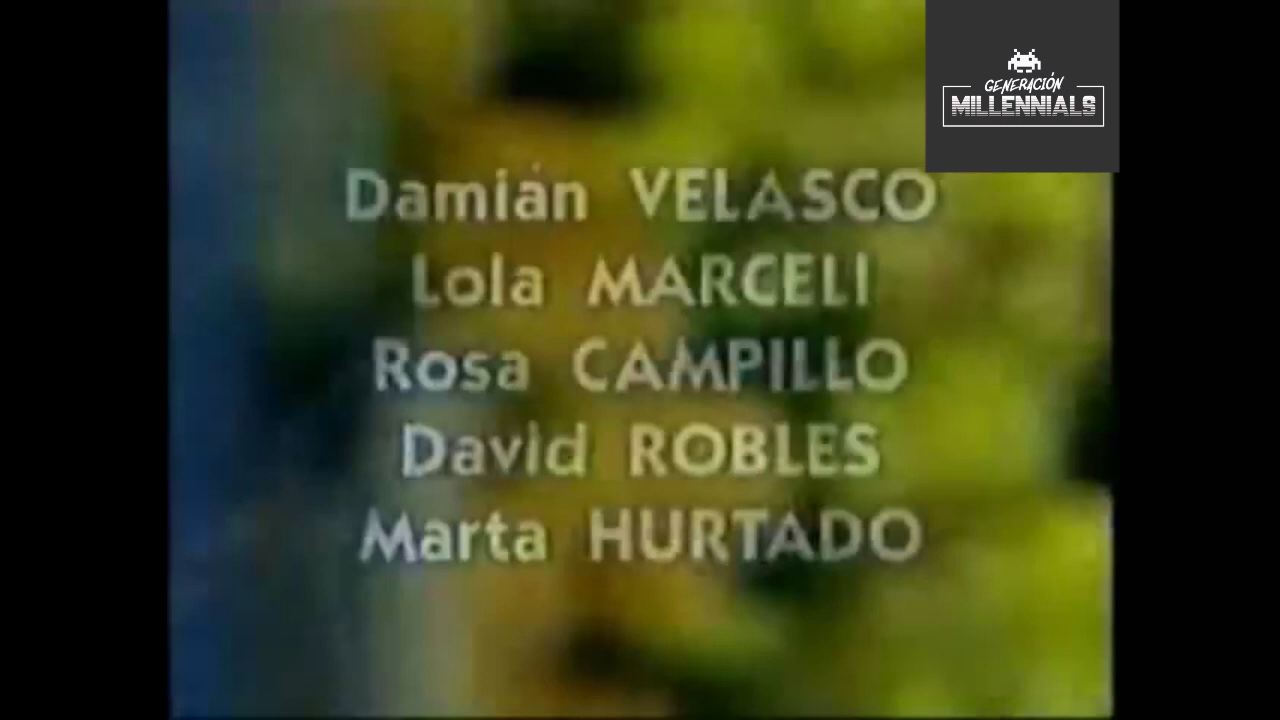 GENERACIÓN
MILLENNIALS
Damián VELASCO
Lola MARCELI
Rosa CAMPILLO
David ROBLES
Marta HURTADO